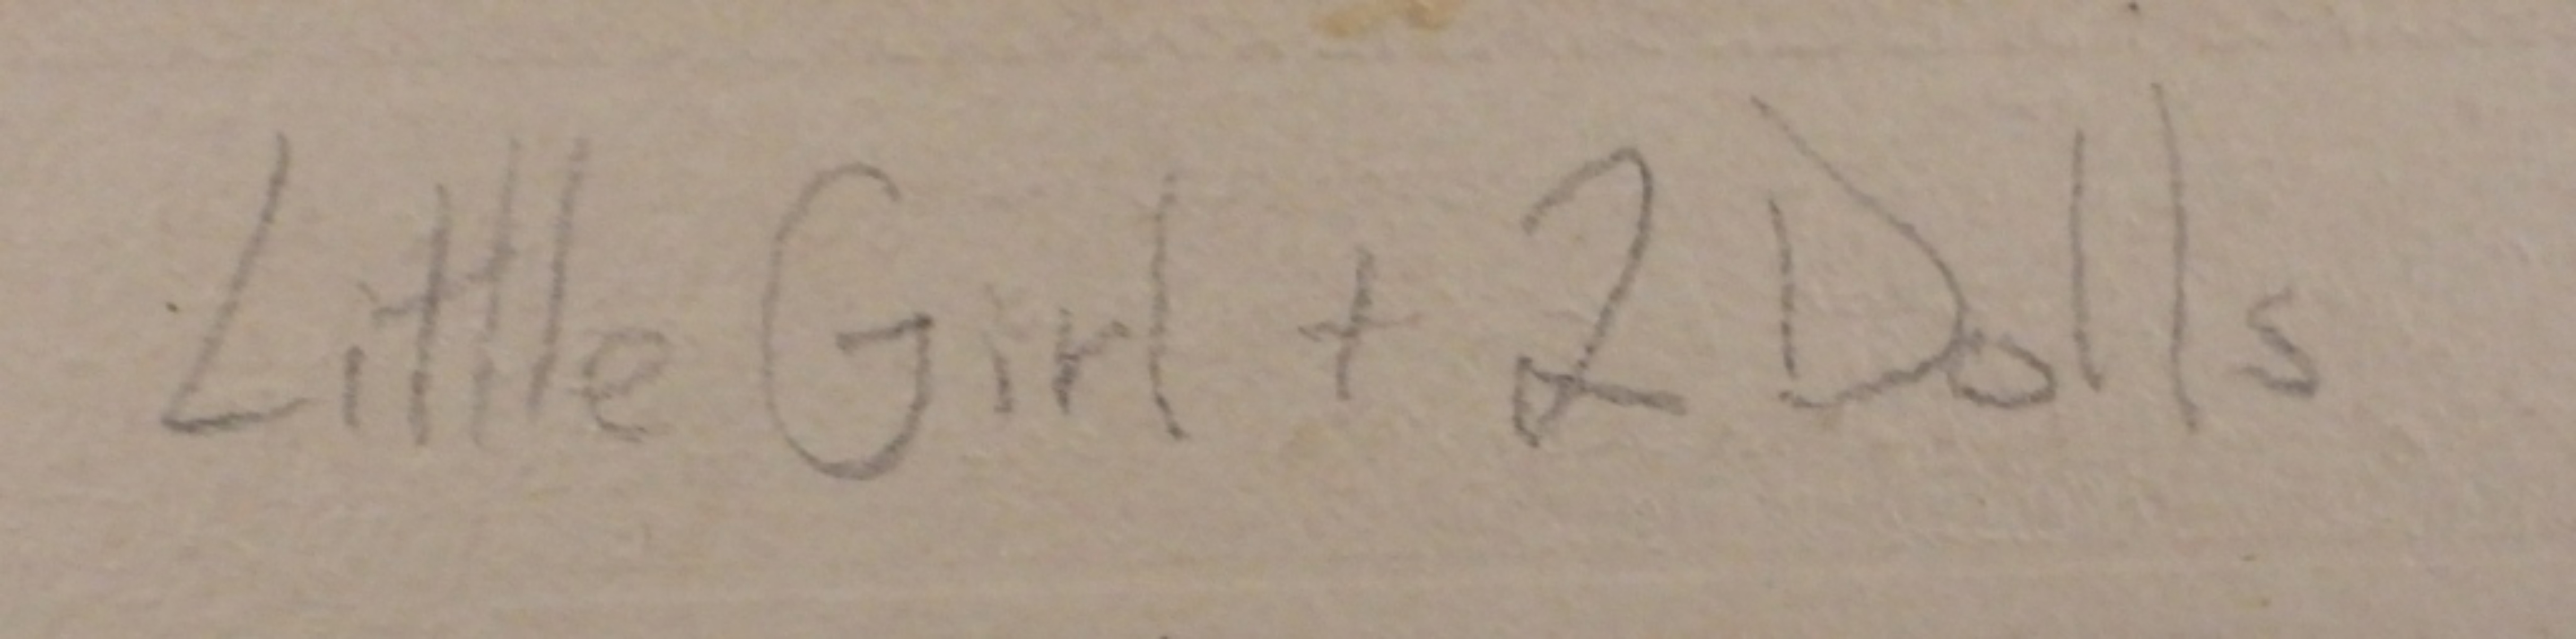 Little Girl + 2 Dolls